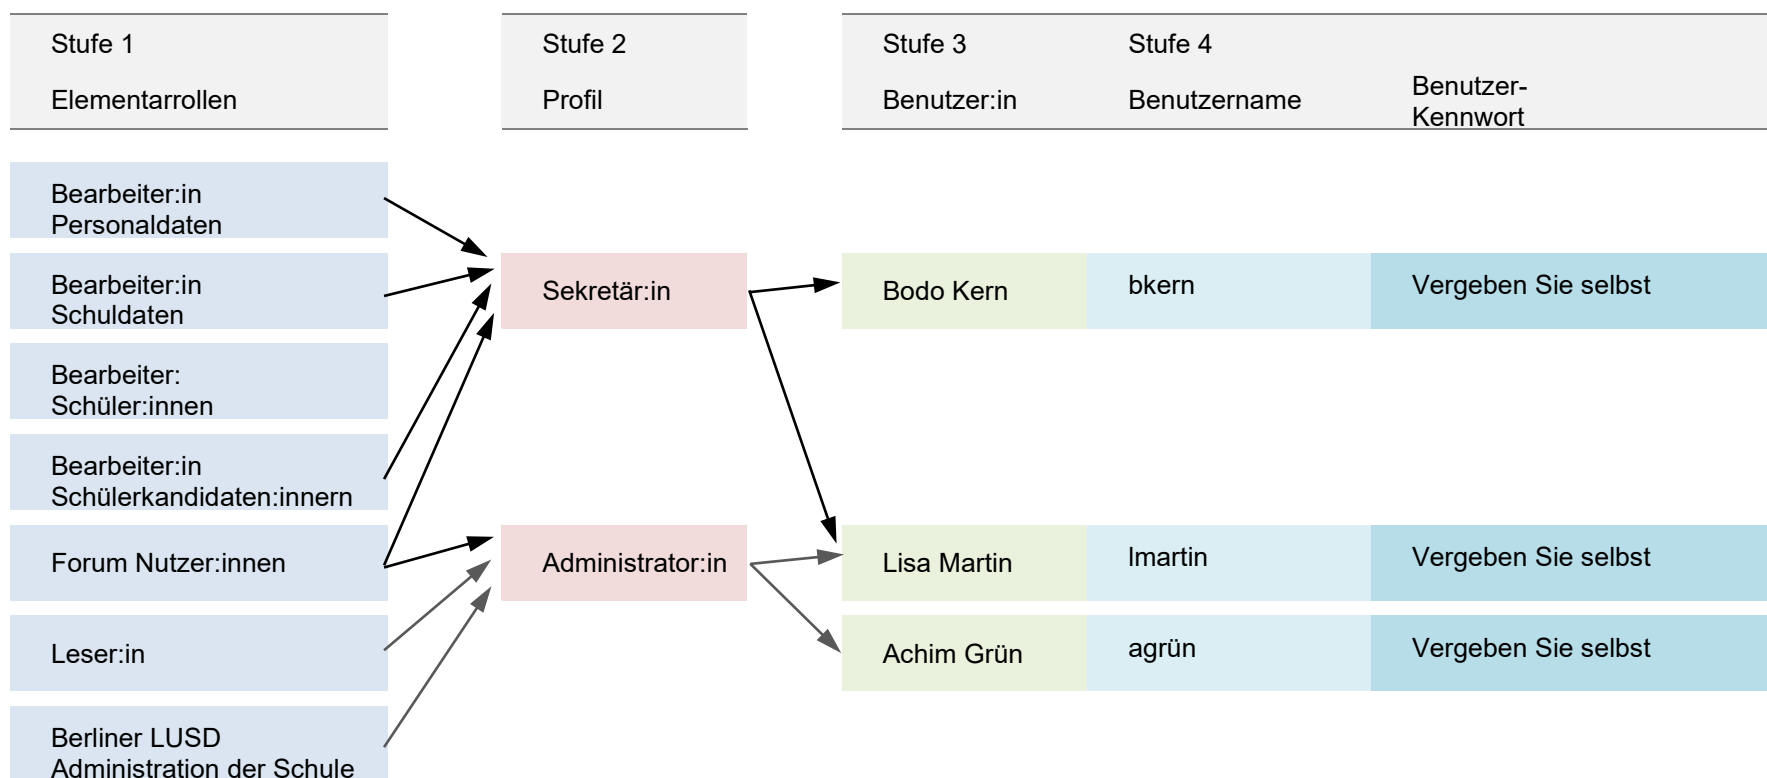 Stufe 1
Elementarrollen
Stufe 2
Profil
Stufe 3
Benutzer:in
Stufe 4
Benutzername
Benutzer-
Kennwort
Bearbeiter:in
Personaldaten
Bearbeiter:in
Schuldaten
Sekretär:in
Bodo Kern
bkern
Vergeben Sie selbst
Bearbeiter:
Schüler:innen
Bearbeiter:in
Schülerkandidaten:innern
Forum Nutzer:innen
Administrator:in
Lisa Martin
lmartin
Vergeben Sie selbst
Leser:in
Achim Grün
agrün
Vergeben Sie selbst
Berliner LUSD
Administration der Schule